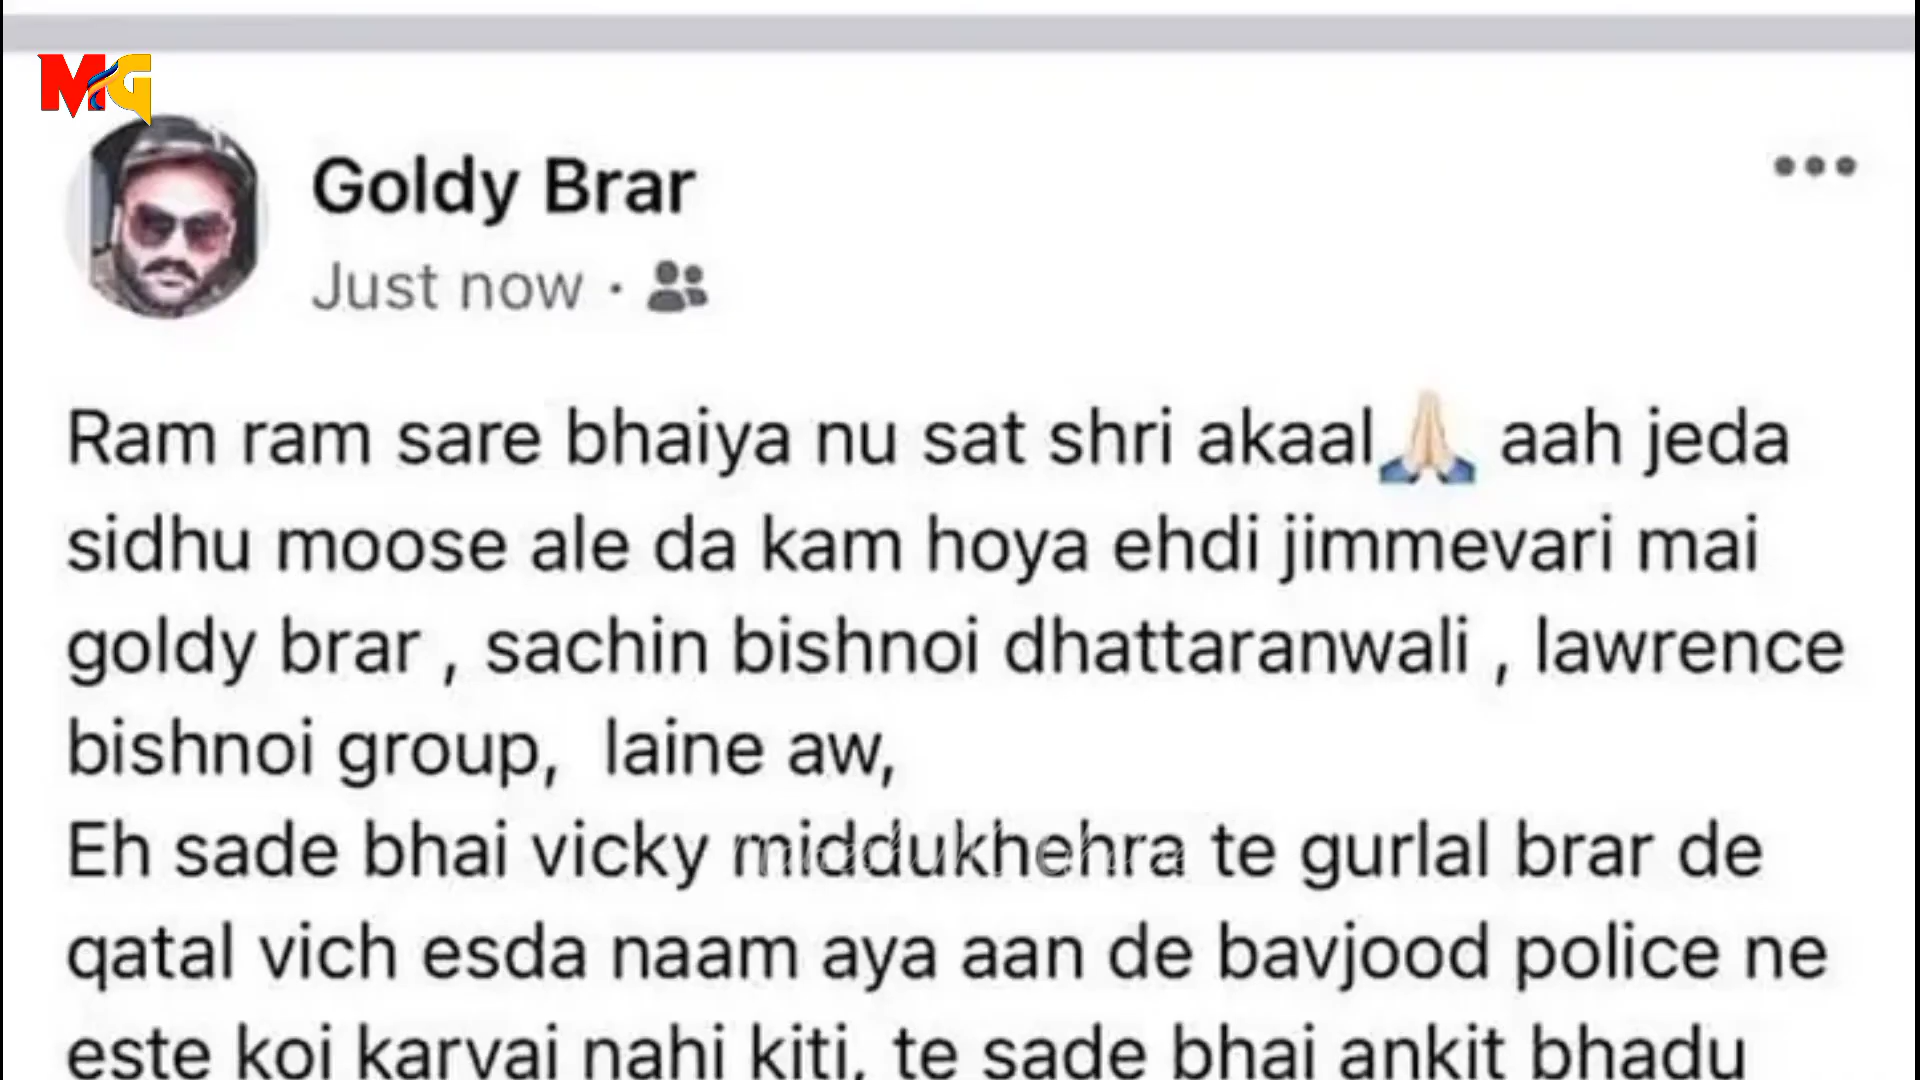 MG
Goldy Brar
Just now ·
Ram ram sare bhaiya nu sat shri akaal🙏🏻 aah jeda
sidhu moose ale da kam hoya ehdi jimmevari mai
goldy brar , sachin bishnoi dhattaranwali , lawrence
bishnoi group,  laine aw,
Eh sade bhai vicky middukhehra te gurlal brar de
qatal vich esda naam aya aan de bavjood police ne
este koi karvai nahi kiti, te sade bhai ankit bhadu